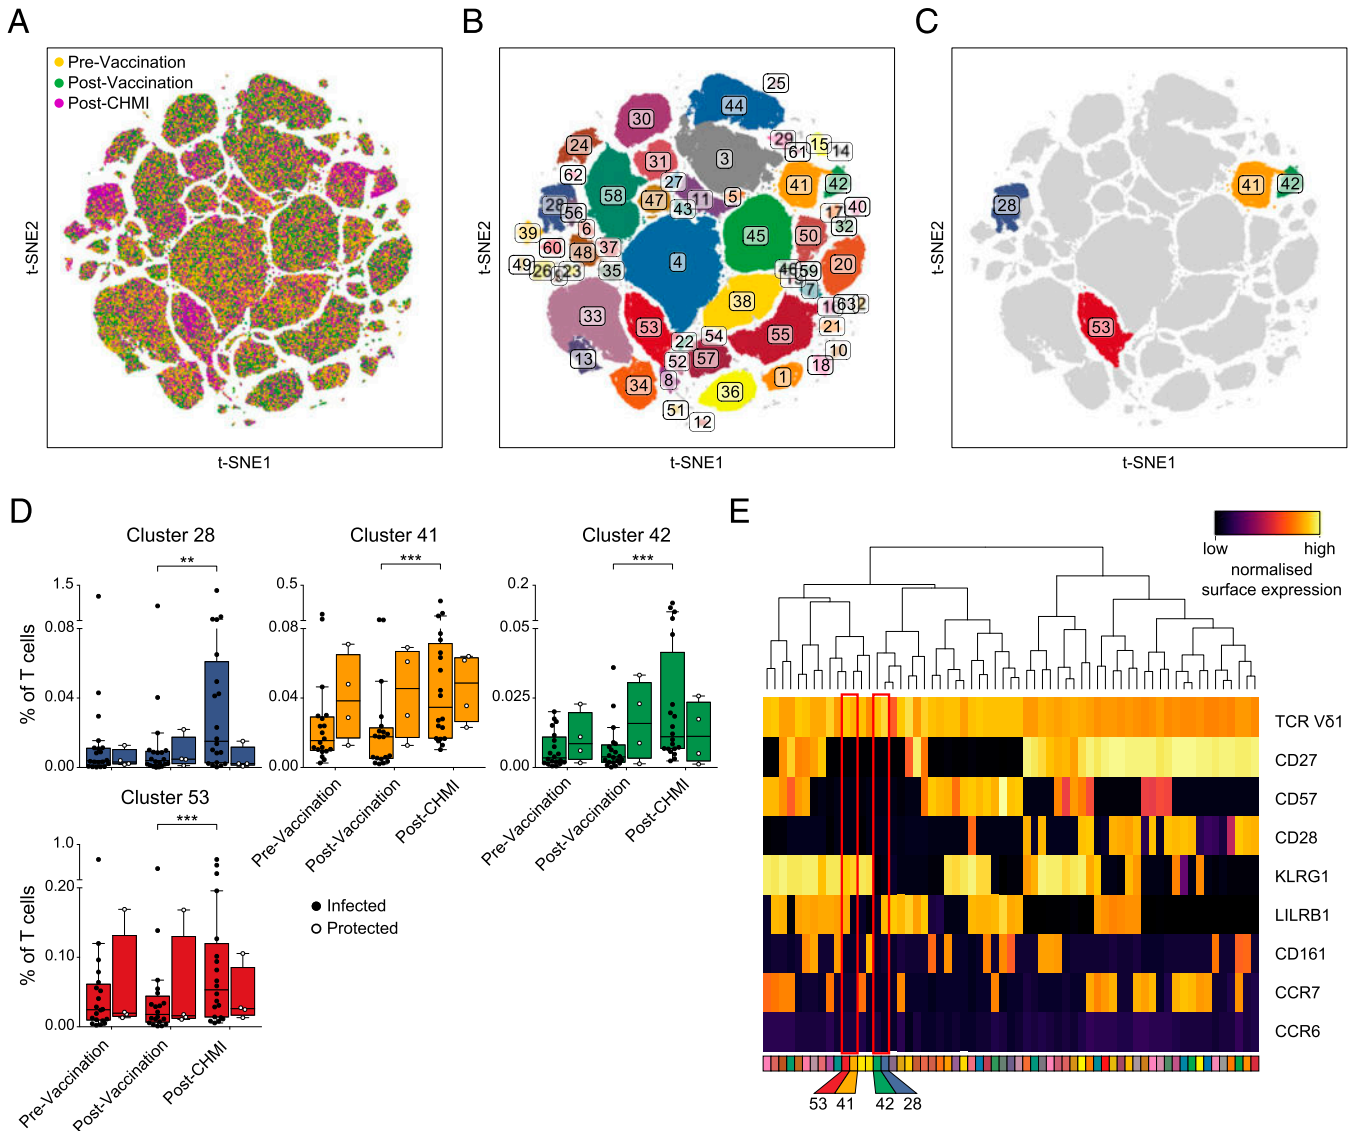 A
B
C
Pre-Vaccination
Post-Vaccination
Post-CHMI
t-SNE2
t-SNE1
25
44
30
24
29
15
61
14
3
31
62
27
58
47
11
5
41
42
28
56
43
40
17
32
39
6
45
50
60
48
37
4
49
26
23
35
46
59
20
7
38
63
33
53
55
21
54
22
10
13
52
57
18
34
8
1
36
51
12
t-SNE2
t-SNE1
28
41
42
53
t-SNE2
t-SNE1
D
Cluster 28
**
1.5
0.08
0.04
0.00
% of T cells
Cluster 41
***
0.5
0.08
0.04
0.00
Pre-Vaccination
Post-Vaccination
Post-CHMI
Cluster 42
***
0.2
0.05
0.025
0.00
Pre-Vaccination
Post-Vaccination
Post-CHMI
Cluster 53
***
1.0
0.20
0.10
0.00
% of T cells
Pre-Vaccination
Post-Vaccination
Post-CHMI
Infected
Protected
E
low high
normalised
surface expression
TCR Vδ1
CD27
CD57
CD28
KLRG1
LILRB1
CD161
CCR7
CCR6
53 41 42 28